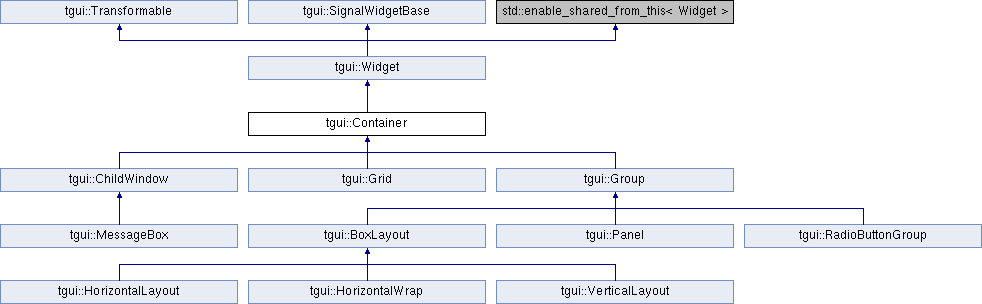 tgui::Transformable
tgui::SignalWidgetBase
std::enable_shared_from_this< Widget >
tgui::Widget
tgui::Container
tgui::ChildWindow
tgui::Grid
tgui::Group
tgui::MessageBox
tgui::BoxLayout
tgui::Panel
tgui::RadioButtonGroup
tgui::HorizontalLayout
tgui::HorizontalWrap
tgui::VerticalLayout